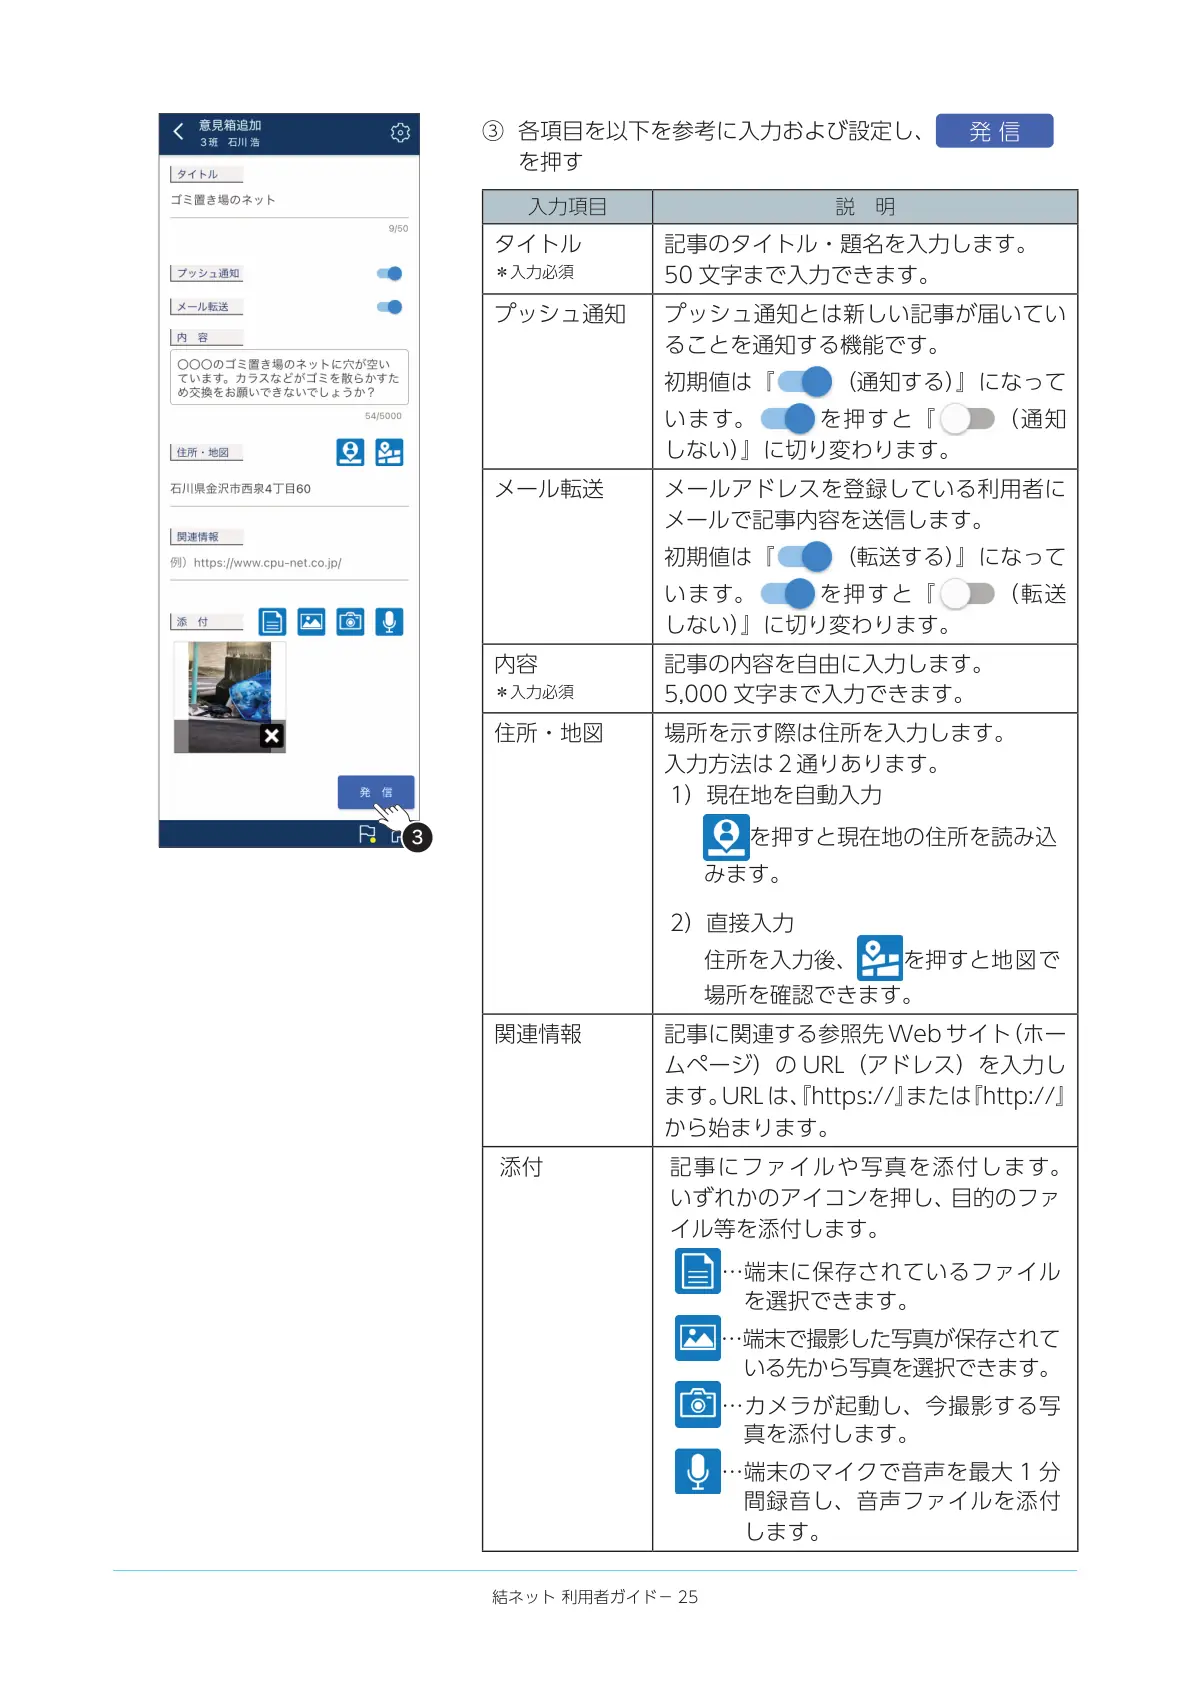 意見箱追加
3班 石川 浩
タイトル
ゴミ置き場のネット
9/50
プッシュ通知
メール転送
内 容
〇〇〇のゴミ置き場のネットに穴が空い
ています。カラスなどがゴミを散らかすた
め交換をお願いできないでしょうか？
54/5000
住所・地図
石川県金沢市西泉4丁目60
関連情報
例）https://www.cpu-net.co.jp/
添 付
発 信
3
③ 各項目を以下を参考に入力および設定し、 発 信
を押す
入力項目 説 明
タイトル
＊入力必須
記事のタイトル・題名を入力します。
50 文字まで入力できます。
プッシュ通知
プッシュ通知とは新しい記事が届いてい
ることを通知する機能です。
初期値は『 （通知する）』になって
います。 を押すと『 （通知
しない）』に切り変わります。
メール転送
メールアドレスを登録している利用者に
メールで記事内容を送信します。
初期値は『 （転送する）』になって
います。 を押すと『 （転送
しない）』に切り変わります。
内容
＊入力必須
記事の内容を自由に入力します。
5,000 文字まで入力できます。
住所・地図
場所を示す際は住所を入力します。
入力方法は２通りあります。
1）現在地を自動入力
を押すと現在地の住所を読み込
みます。
2）直接入力
住所を入力後、 を押すと地図で
場所を確認できます。
関連情報
記事に関連する参照先 Web サイト（ホー
ムページ）の URL（アドレス）を入力し
ます。URL は、『https://』または『http://』
から始まります。
添付
記事にファイルや写真を添付します。
いずれかのアイコンを押し、目的のファ
イル等を添付します。
…端末に保存されているファイル
を選択できます。
…端末で撮影した写真が保存されて
いる先から写真を選択できます。
…カメラが起動し、今撮影する写
真を添付します。
…端末のマイクで音声を最大 1 分
間録音し、音声ファイルを添付
します。
結ネット 利用者ガイド－ 25